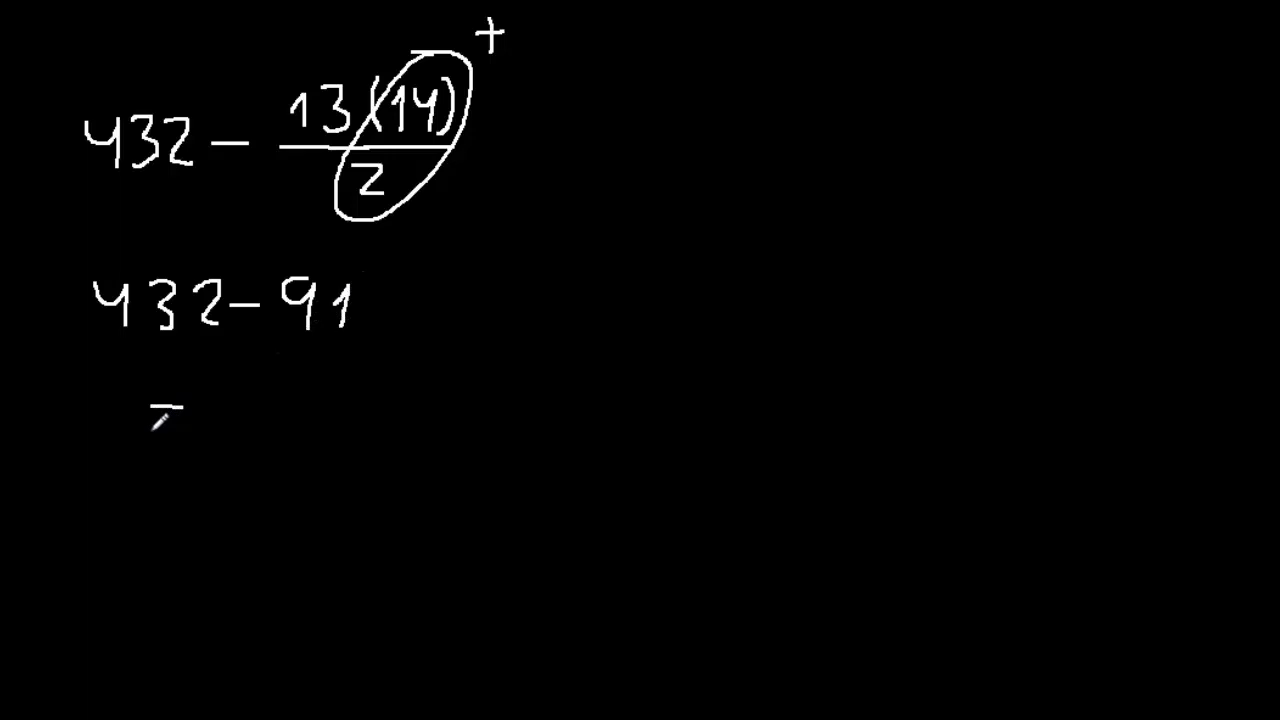 +
432 - 13(14)
2
432 - 91